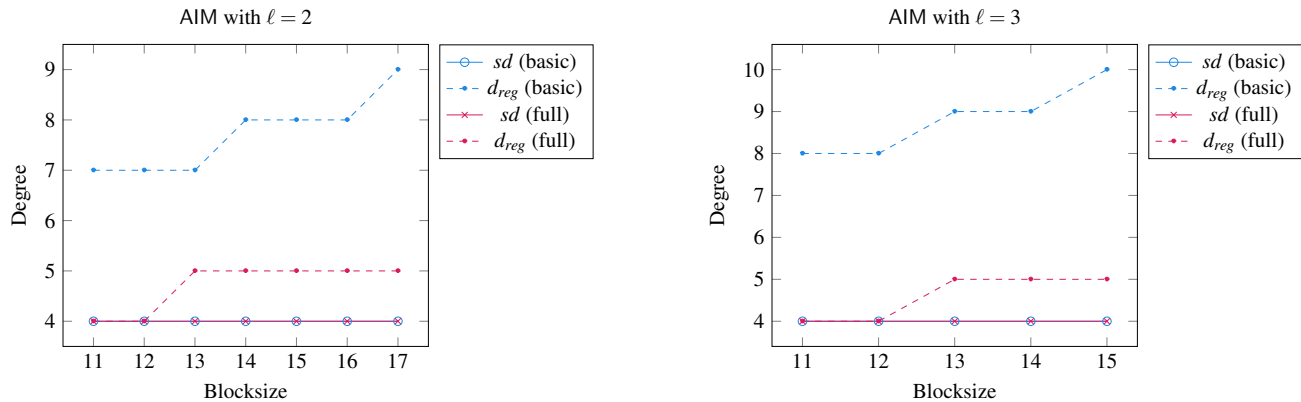 AIM with ℓ = 2
9
8
7
6
5
4
11 12 13 14 15 16 17
Degree
Blocksize
sd (basic)
d_reg (basic)
sd (full)
d_reg (full)
AIM with ℓ = 3
10
9
8
7
6
5
4
11 12 13 14 15
Degree
Blocksize
sd (basic)
d_reg (basic)
sd (full)
d_reg (full)